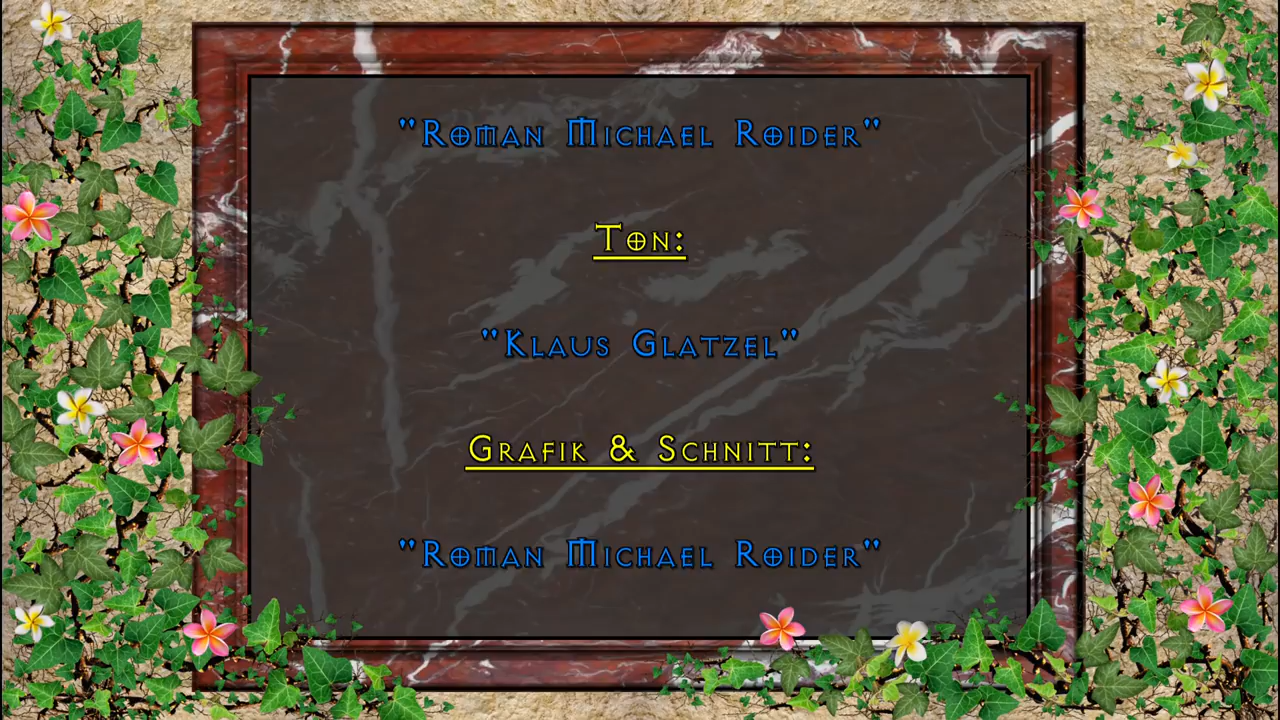 "Roman Michael Roider"
Ton:
"Klaus Glatzel"
Grafik & Schnitt:
"Roman Michael Roider"